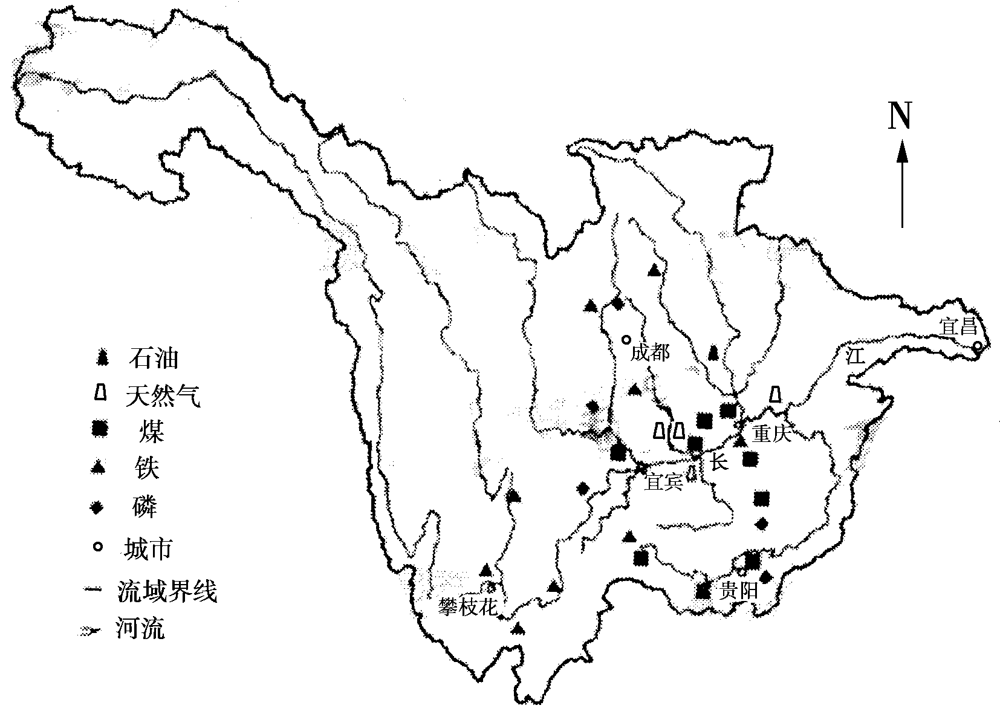 N
宜昌
江
成都
重庆
长
宜宾
贵阳
攀枝花
石油
天然气
煤
铁
磷
城市
流域界线
河流